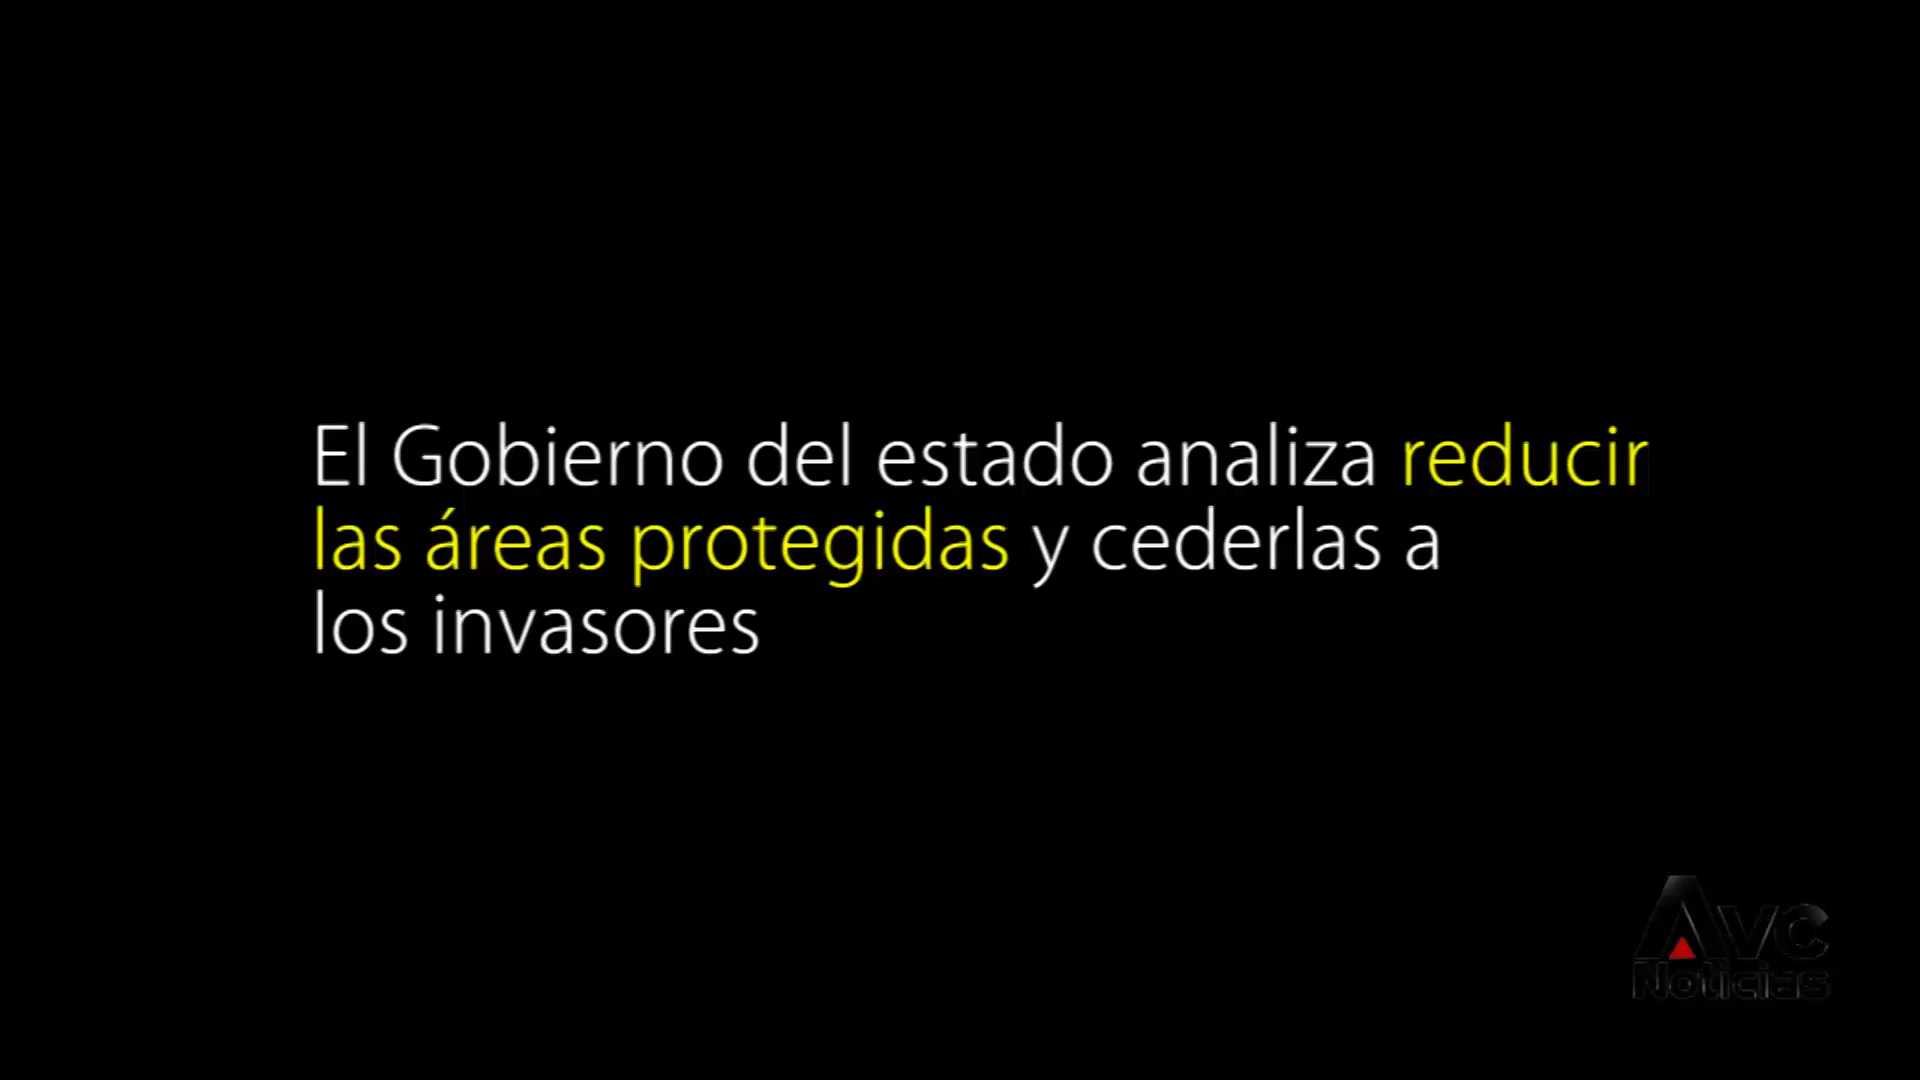 El Gobierno del estado analiza reducir
las áreas protegidas y cederlas a
los invasores
Avc
Noticias